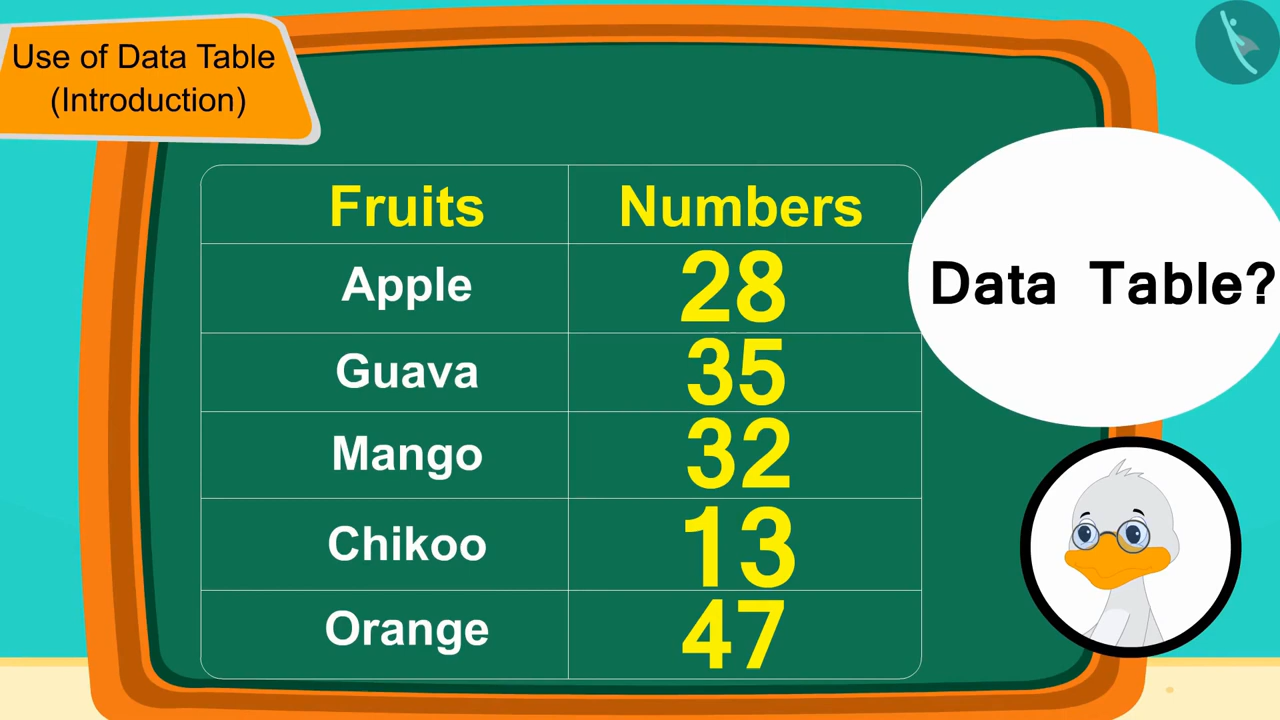 Use of Data Table
(Introduction)
Fruits Numbers
Apple 28
Guava 35
Mango 32
Chikoo 13
Orange 47
Data Table?